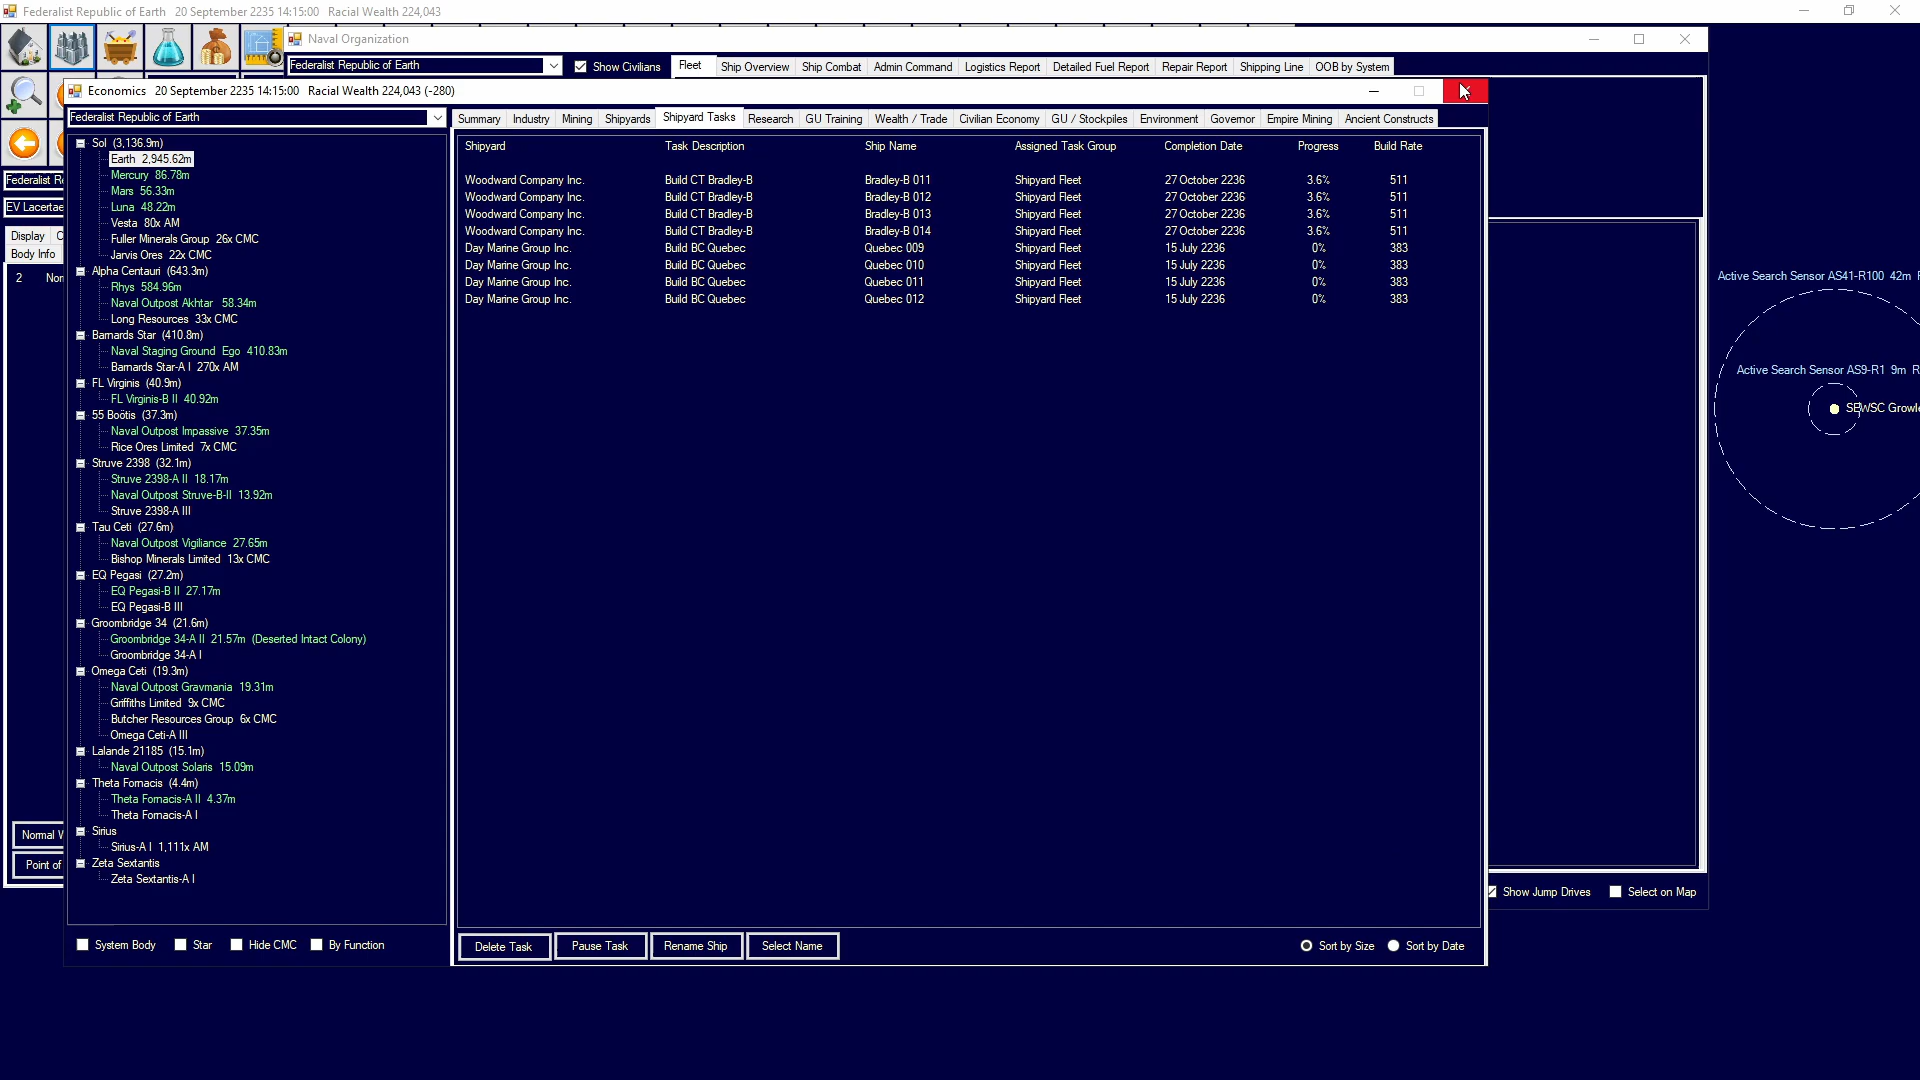 Federalist Republic of Earth   20 September 2235 14:15:00   Racial Wealth 224,043
Naval Organization
Federalist Republic of Earth
Show Civilians
Fleet
Ship Overview
Ship Combat
Admin Command
Logistics Report
Detailed Fuel Report
Repair Report
Shipping Line
OOB by System
Economics   20 September 2235 14:15:00   Racial Wealth 224,043 (-280)
Federalist Republic of Earth
Summary
Industry
Mining
Shipyards
Shipyard Tasks
Research
GU Training
Wealth / Trade
Civilian Economy
GU / Stockpiles
Environment
Governor
Empire Mining
Ancient Constructs
Federalist
EV Lacertae
Display
Body Info
2
Normal
Point of
Sol  (3,136.9m)
Earth  2,945.62m
Mercury  86.78m
Mars  56.33m
Luna  48.22m
Vesta  80x AM
Fuller Minerals Group  26x CMC
Jarvis Ores  22x CMC
Alpha Centauri  (643.3m)
Rhys  584.96m
Naval Outpost Akhtar  58.34m
Long Resources  33x CMC
Barnards Star  (410.8m)
Naval Staging Ground  Ego  410.83m
Barnards Star-A I  270x AM
FL Virginis  (40.9m)
FL Virginis-B II  40.92m
55 Boötis  (37.3m)
Naval Outpost Impassive  37.35m
Rice Ores Limited  7x CMC
Struve 2398  (32.1m)
Struve 2398-A II  18.17m
Naval Outpost Struve-B-II  13.92m
Struve 2398-A III
Tau Ceti  (27.6m)
Naval Outpost Vigiliance  27.65m
Bishop Minerals Limited  13x CMC
EQ Pegasi  (27.2m)
EQ Pegasi-B II  27.17m
EQ Pegasi-B III
Groombridge 34  (21.6m)
Groombridge 34-A II  21.57m  (Deserted Intact Colony)
Groombridge 34-A I
Omega Ceti  (19.3m)
Naval Outpost Gravmania  19.31m
Griffiths Limited  9x CMC
Butcher Resources Group  6x CMC
Omega Ceti-A III
Lalande 21185  (15.1m)
Naval Outpost Solaris  15.09m
Theta Fornacis  (4.4m)
Theta Fornacis-A II  4.37m
Theta Fornacis-A I
Sirius
Sirius-A I  1,111x AM
Zeta Sextantis
Zeta Sextantis-A I
System Body
Star
Hide CMC
By Function
Shipyard   Task Description   Ship Name   Assigned Task Group   Completion Date   Progress   Build Rate
Woodward Company Inc.   Build CT Bradley-B   Bradley-B 011   Shipyard Fleet   27 October 2236   3.6%   511
Woodward Company Inc.   Build CT Bradley-B   Bradley-B 012   Shipyard Fleet   27 October 2236   3.6%   511
Woodward Company Inc.   Build CT Bradley-B   Bradley-B 013   Shipyard Fleet   27 October 2236   3.6%   511
Woodward Company Inc.   Build CT Bradley-B   Bradley-B 014   Shipyard Fleet   27 October 2236   3.6%   511
Day Marine Group Inc.   Build BC Quebec   Quebec 009   Shipyard Fleet   15 July 2236   0%   383
Day Marine Group Inc.   Build BC Quebec   Quebec 010   Shipyard Fleet   15 July 2236   0%   383
Day Marine Group Inc.   Build BC Quebec   Quebec 011   Shipyard Fleet   15 July 2236   0%   383
Day Marine Group Inc.   Build BC Quebec   Quebec 012   Shipyard Fleet   15 July 2236   0%   383
Delete Task
Pause Task
Rename Ship
Select Name
Sort by Size
Sort by Date
Show Jump Drives
Select on Map
Active Search Sensor AS41-R100  42m
Active Search Sensor AS9-R1  9m